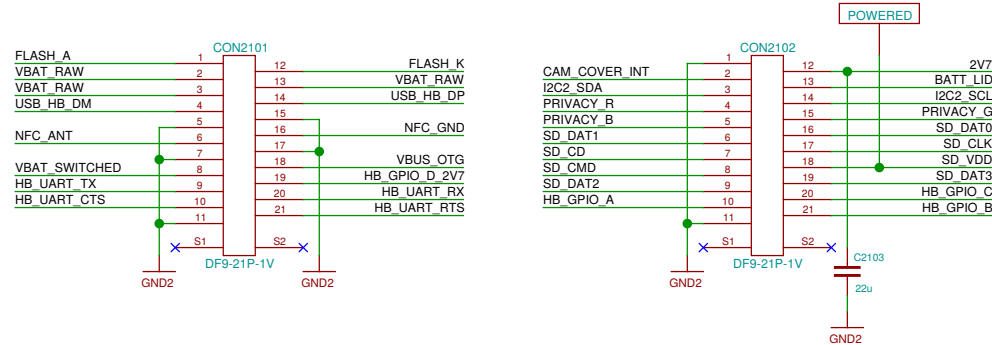 POWERED
CON2101
CON2102
FLASH_A 1
12 FLASH_K
VBAT_RAW 2
13 VBAT_RAW
VBAT_RAW 3
14 USB_HB_DP
USB_HB_DM 4
15
5
16 NFC_GND
NFC_ANT 6
17
7
18 VBUS_OTG
VBAT_SWITCHED 8
19 HB_GPIO_D_2V7
HB_UART_TX 9
20 HB_UART_RX
HB_UART_CTS 10
21 HB_UART_RTS
11
S1 S2
DF9-21P-1V
GND2 GND2
1
12 2V7
CAM_COVER_INT 2
13 BATT_LID
I2C2_SDA 3
14 I2C2_SCL
PRIVACY_R 4
15 PRIVACY_G
PRIVACY_B 5
16 SD_DAT0
SD_DAT1 6
17 SD_CLK
SD_CD 7
18 SD_VDD
SD_CMD 8
19 SD_DAT3
SD_DAT2 9
20 HB_GPIO_C
HB_GPIO_A 10
21 HB_GPIO_B
11
S1 S2
DF9-21P-1V
C2103
22u
GND2
GND2